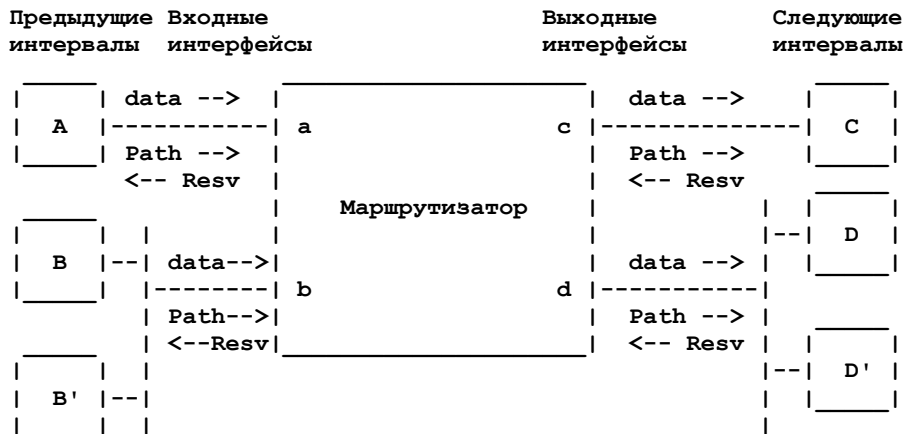 Предыдущие Входные Выходные Следующие
интервалы интерфейсы интерфейсы интервалы
data --> data -->
A a c C
Path --> Path -->
<-- Resv <-- Resv
Маршрутизатор
D
B data--> data -->
b d
Path--> Path -->
<--Resv <-- Resv
D'
B'